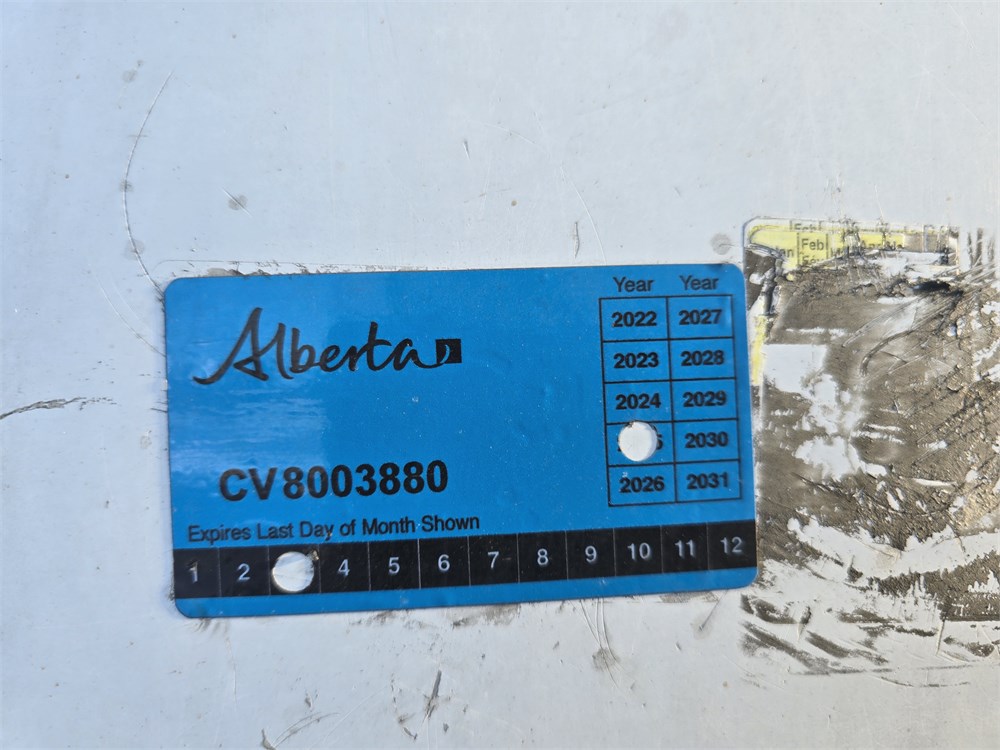 Year Year
2022 2027
2023 2028
2024 2029
2030
2026 2031
Alberta
CV8003880
Expires Last Day of Month Shown
1 2 4 5 6 7 8 9 10 11 12
Feb